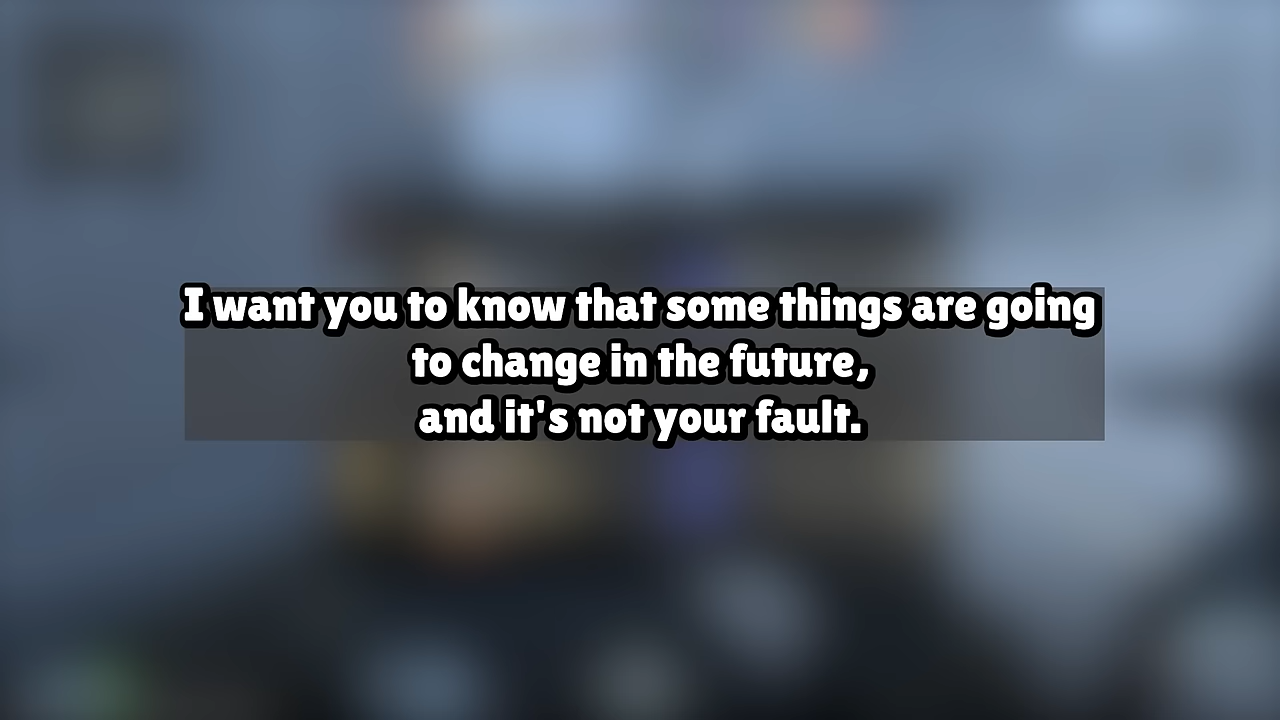 I want you to know that some things are going
to change in the future,
and it's not your fault.